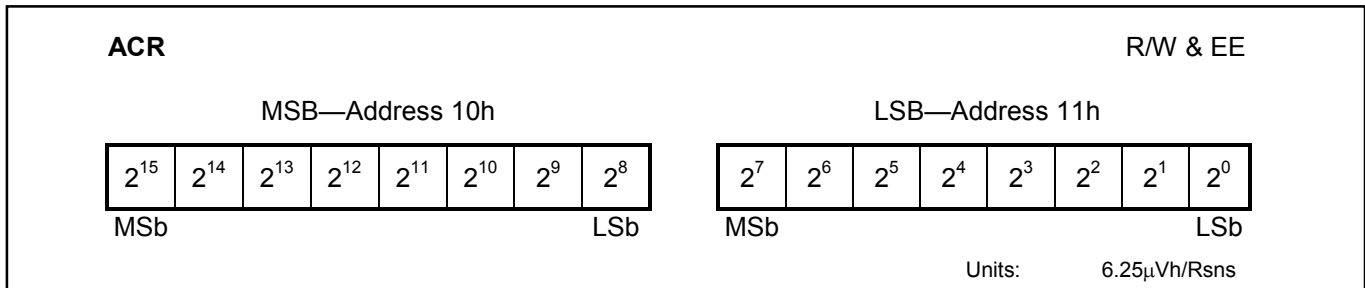 ACR R/W & EE
MSB—Address 10h LSB—Address 11h
2^15 2^14 2^13 2^12 2^11 2^10 2^9 2^8 2^7 2^6 2^5 2^4 2^3 2^2 2^1 2^0
MSb LSb MSb LSb
Units: 6.25μVh/Rsns